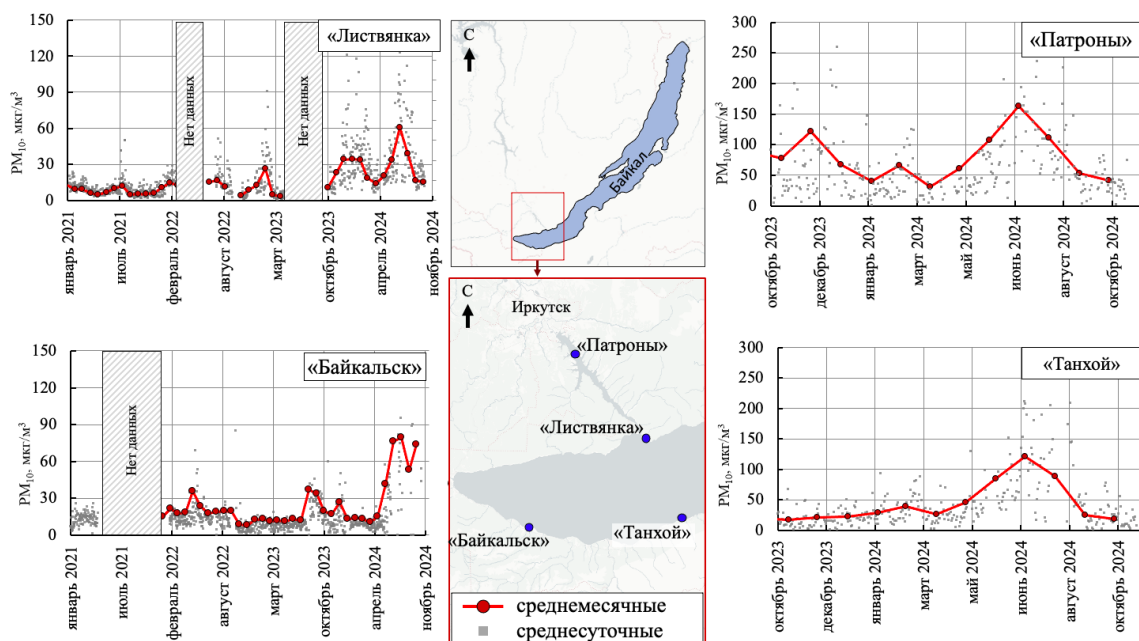 «Листвянка»
150
120
90
60
30
0
PM10, мкг/м³
Нет данных
Нет данных
январь 2021
июль 2021
февраль 2022
август 2022
март 2023
октябрь 2023
апрель 2024
ноябрь 2024
С
Байкал
«Патроны»
300
250
200
150
100
50
0
PM10, мкг/м³
октябрь 2023
декабрь 2023
январь 2024
март 2024
май 2024
июнь 2024
август 2024
октябрь 2024
«Байкальск»
150
120
90
60
30
0
PM10, мкг/м³
Нет данных
январь 2021
июль 2021
февраль 2022
август 2022
март 2023
октябрь 2023
апрель 2024
ноябрь 2024
С
Иркутск
«Патроны»
«Листвянка»
«Байкальск»
«Танхой»
среднемесячные
среднесуточные
«Танхой»
300
250
200
150
100
50
0
PM10, мкг/м³
октябрь 2023
декабрь 2023
январь 2024
март 2024
май 2024
июнь 2024
август 2024
октябрь 2024